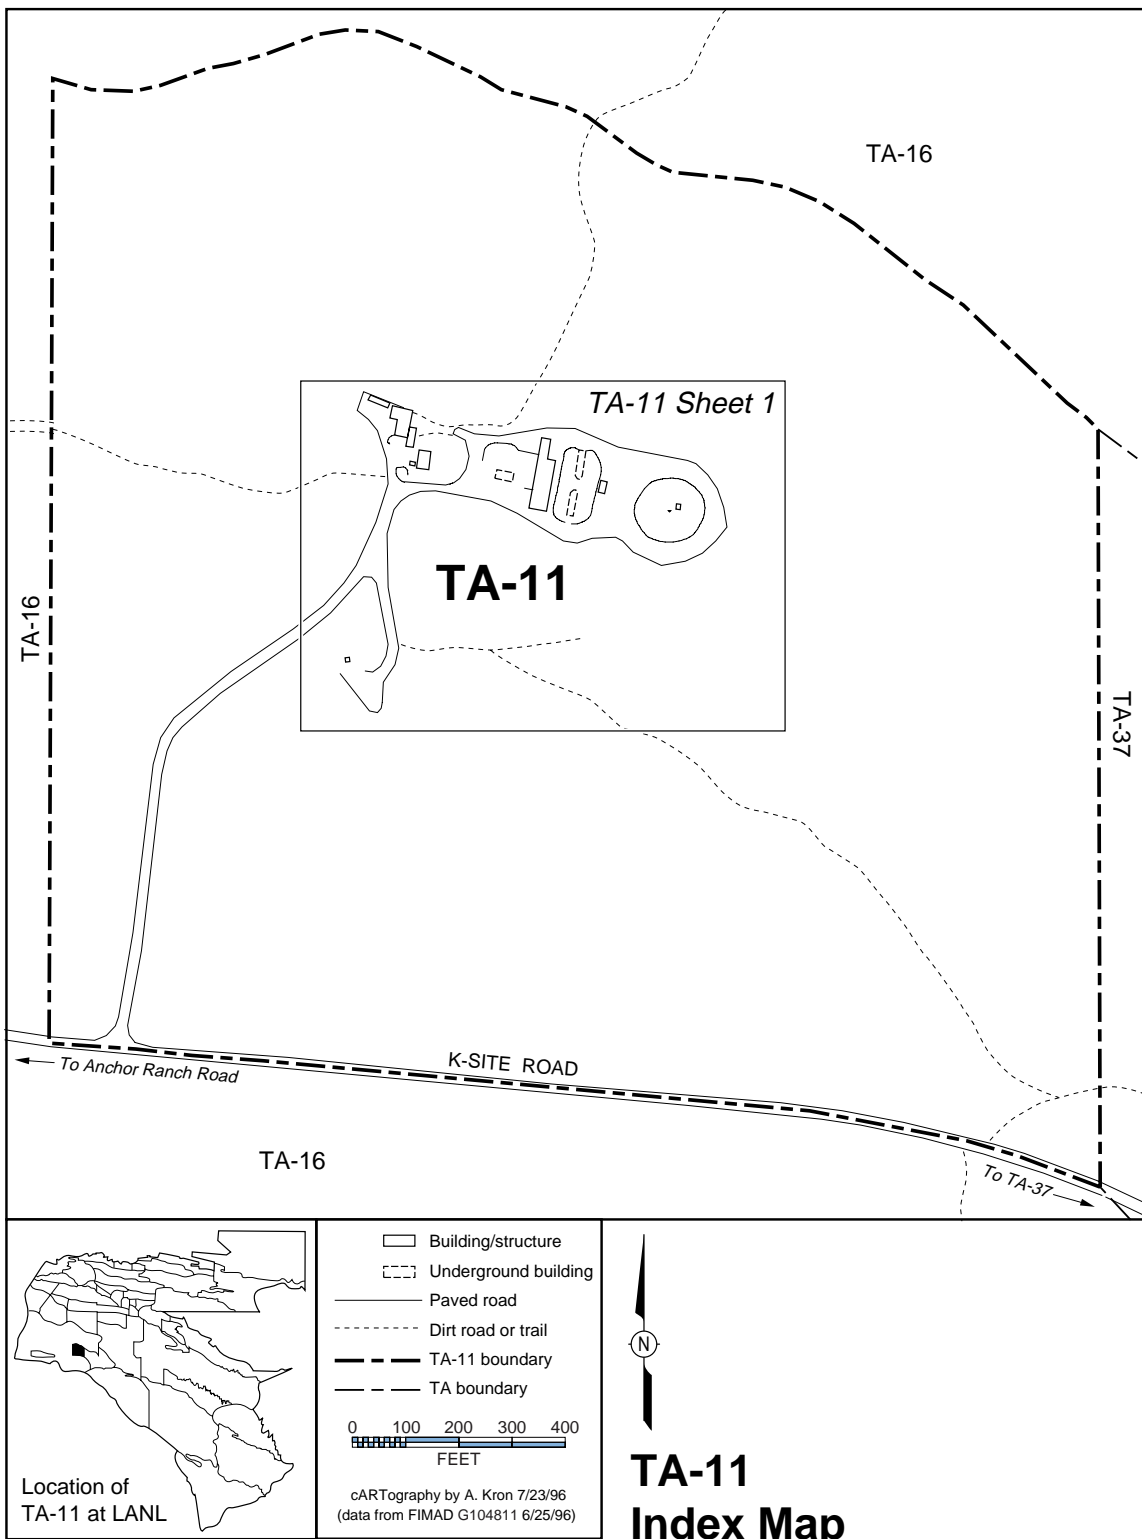 TA-16
TA-11 Sheet 1
TA-11
TA-16
TA-37
K-SITE ROAD
To Anchor Ranch Road
TA-16
To TA-37
Location of
TA-11 at LANL
Building/structure
Underground building
Paved road
Dirt road or trail
TA-11 boundary
TA boundary
0 100 200 300 400
FEET
cARTography by A. Kron 7/23/96
(data from FIMAD G104811 6/25/96)
N
TA-11
Index Map